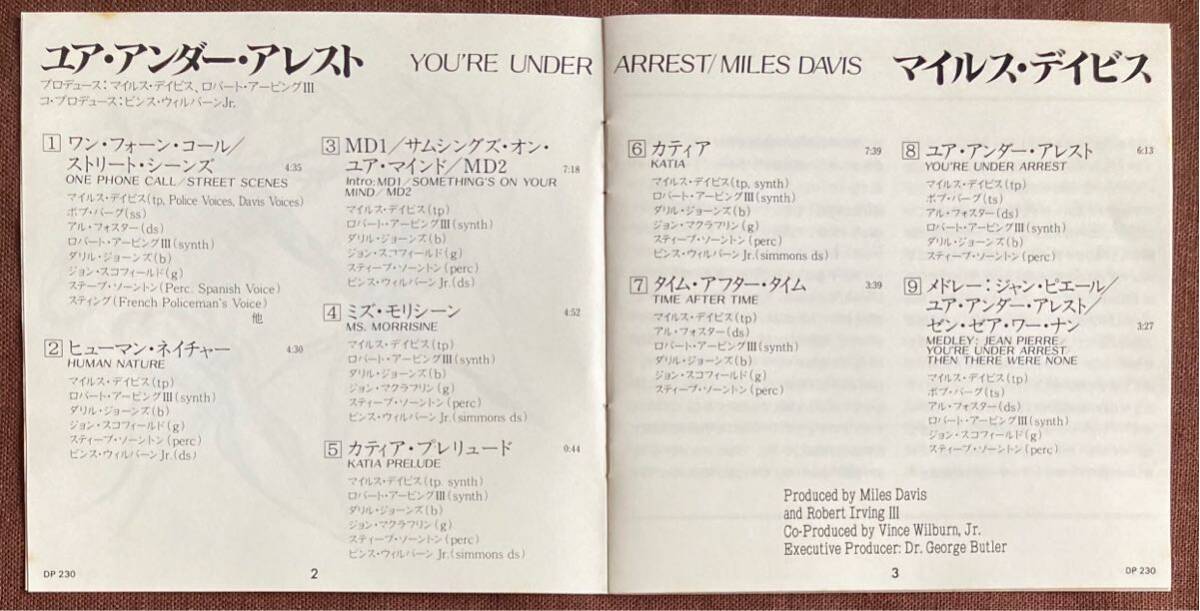 ユア・アンダー・アレスト YOU'RE UNDER ARREST/MILES DAVIS マイルス・デイビス
プロデュース：マイルス・デイビス、ロバート・アービングIII
コ・プロデュース：ビンス・ウィルバーンJr.
1 ワン・フォーン・コール／
ストリート・シーンズ 4:35
ONE PHONE CALL/STREET SCENES
マイルス・デイビス(tp, Police Voices, Davis Voices)
ボブ・バーグ(ss)
アル・フォスター(ds)
ロバート・アービングIII(synth)
ダリル・ジョーンズ(b)
ジョン・スコフィールド(g)
ステーブ・ソーントン(Perc. Spanish Voice)
スティング(French Policeman's Voice)
他
2 ヒューマン・ネイチャー 4:30
HUMAN NATURE
マイルス・デイビス(tp)
ロバート・アービングIII(synth)
ダリル・ジョーンズ(b)
ジョン・スコフィールド(g)
スティーブ・ソーントン(perc)
ビンス・ウィルバーンJr.(ds)
3 MD1／サムシングズ・オン・
ユア・マインド／MD2 7:18
Intro: MD1/SOMETHING'S ON YOUR
MIND/MD2
マイルス・デイビス(tp)
ロバート・アービングIII(synth)
ダリル・ジョーンズ(b)
ジョン・スコフィールド(g)
スティーブ・ソーントン(perc)
ビンス・ウィルバーンJr.(ds)
4 ミズ・モリシーン 4:52
MS. MORRISINE
マイルス・デイビス(tp)
ロバート・アービングIII(synth)
ダリル・ジョーンズ(b)
ジョン・マクラフリン(g)
スティーブ・ソーントン(perc)
ビンス・ウィルバーンJr.(simmons ds)
5 カティア・プレリュード 0:44
KATIA PRELUDE
マイルス・デイビス(tp. synth)
ロバート・アービングIII(synth)
ダリル・ジョーンズ(b)
ジョン・マクラフリン(g)
スティーブ・ソーントン(perc)
ビンス・ウィルバーン Jr.(simmons ds)
DP 230
2
6 カティア 7:39
KATIA
マイルス・デイビス(tp, synth)
ロバート・アービングIII(synth)
ダリル・ジョーンズ(b)
ジョン・マクラフリン(g)
スティーブ・ソーントン(perc)
ビンス・ウィルバーンJr.(simmons ds)
7 タイム・アフター・タイム 3:39
TIME AFTER TIME
マイルス・デイビス(tp)
アル・フォスター(ds)
ロバート・アービングIII(synth)
ダリル・ジョーンズ(b)
ジョン・スコフィールド(g)
スティーブ・ソーントン(perc)
8 ユア・アンダー・アレスト 6:13
YOU'RE UNDER ARREST
マイルス・デイビス(tp)
ボブ・バーグ(ts)
アル・フォスター(ds)
ロバート・アービングIII(synth)
ダリル・ジョーンズ(b)
スティーブ・ソーントン(perc)
9 メドレー：ジャン・ピエール／
ユア・アンダー・アレスト／
ゼン・ゼア・ワー・ナン 3:27
MEDLEY: JEAN PIERRE/
YOU'RE UNDER ARREST/
THEN THERE WERE NONE
マイルス・デイビス(tp)
ボブ・バーグ(ts)
アル・フォスター(ds)
ロバート・アービングIII(synth)
ジョン・スコフィールド(g)
スティーブ・ソーントン(perc)
Produced by Miles Davis
and Robert Irving III
Co-Produced by Vince Wilburn, Jr.
Executive Producer: Dr. George Butler
3
DP 230